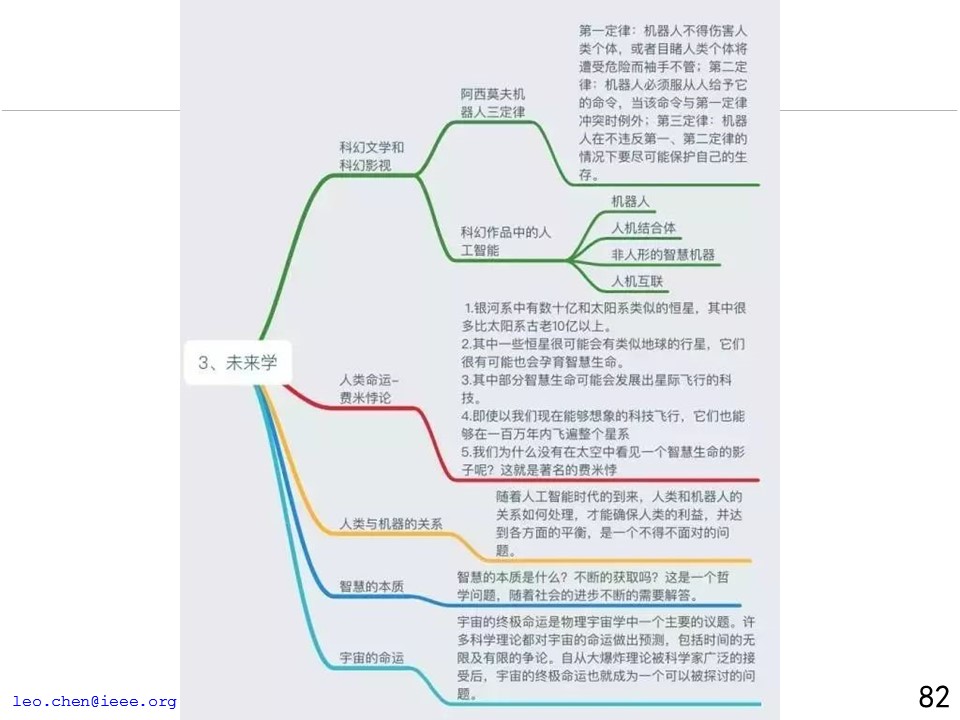 3、未来学
科幻文学和
科幻影视
阿西莫夫机
器人三定律
第一定律：机器人不得伤害人
类个体，或者目睹人类个体将
遭受危险而袖手不管；第二定
律：机器人必须服从人给予它
的命令，当该命令与第一定律
冲突时例外；第三定律：机器
人在不违反第一、第二定律的
情况下要尽可能保护自己的生
存。
科幻作品中的人
工智能
机器人
人机结合体
非人形的智慧机器
人机互联
人类命运-
费米悖论
1.银河系中有数十亿和太阳系类似的恒星，其中很
多比太阳系古老10亿以上。
2.其中一些恒星很可能会有类似地球的行星，它们
很有可能也会孕育智慧生命。
3.其中部分智慧生命可能会发展出星际飞行的科
技。
4.即使以我们现在能够想象的科技飞行，它们也能
够在一百万年内飞遍整个星系
5.我们为什么没有在太空中看见一个智慧生命的影
子呢？这就是著名的费米悖
人类与机器的关系
随着人工智能时代的到来，人类和机器人的
关系如何处理，才能确保人类的利益，并达
到各方面的平衡，是一个不得不面对的问
题。
智慧的本质
智慧的本质是什么？不断的获取吗？这是一个哲
学问题，随着社会的进步不断的需要解答。
宇宙的命运
宇宙的终极命运是物理宇宙学中一个主要的议题。许
多科学理论都对宇宙的命运做出预测，包括时间的无
限及有限的争论。自从大爆炸理论被科学家广泛的接
受后，宇宙的终极命运也就成为一个可以被探讨的问
题。
leo.chen@ieee.org
82